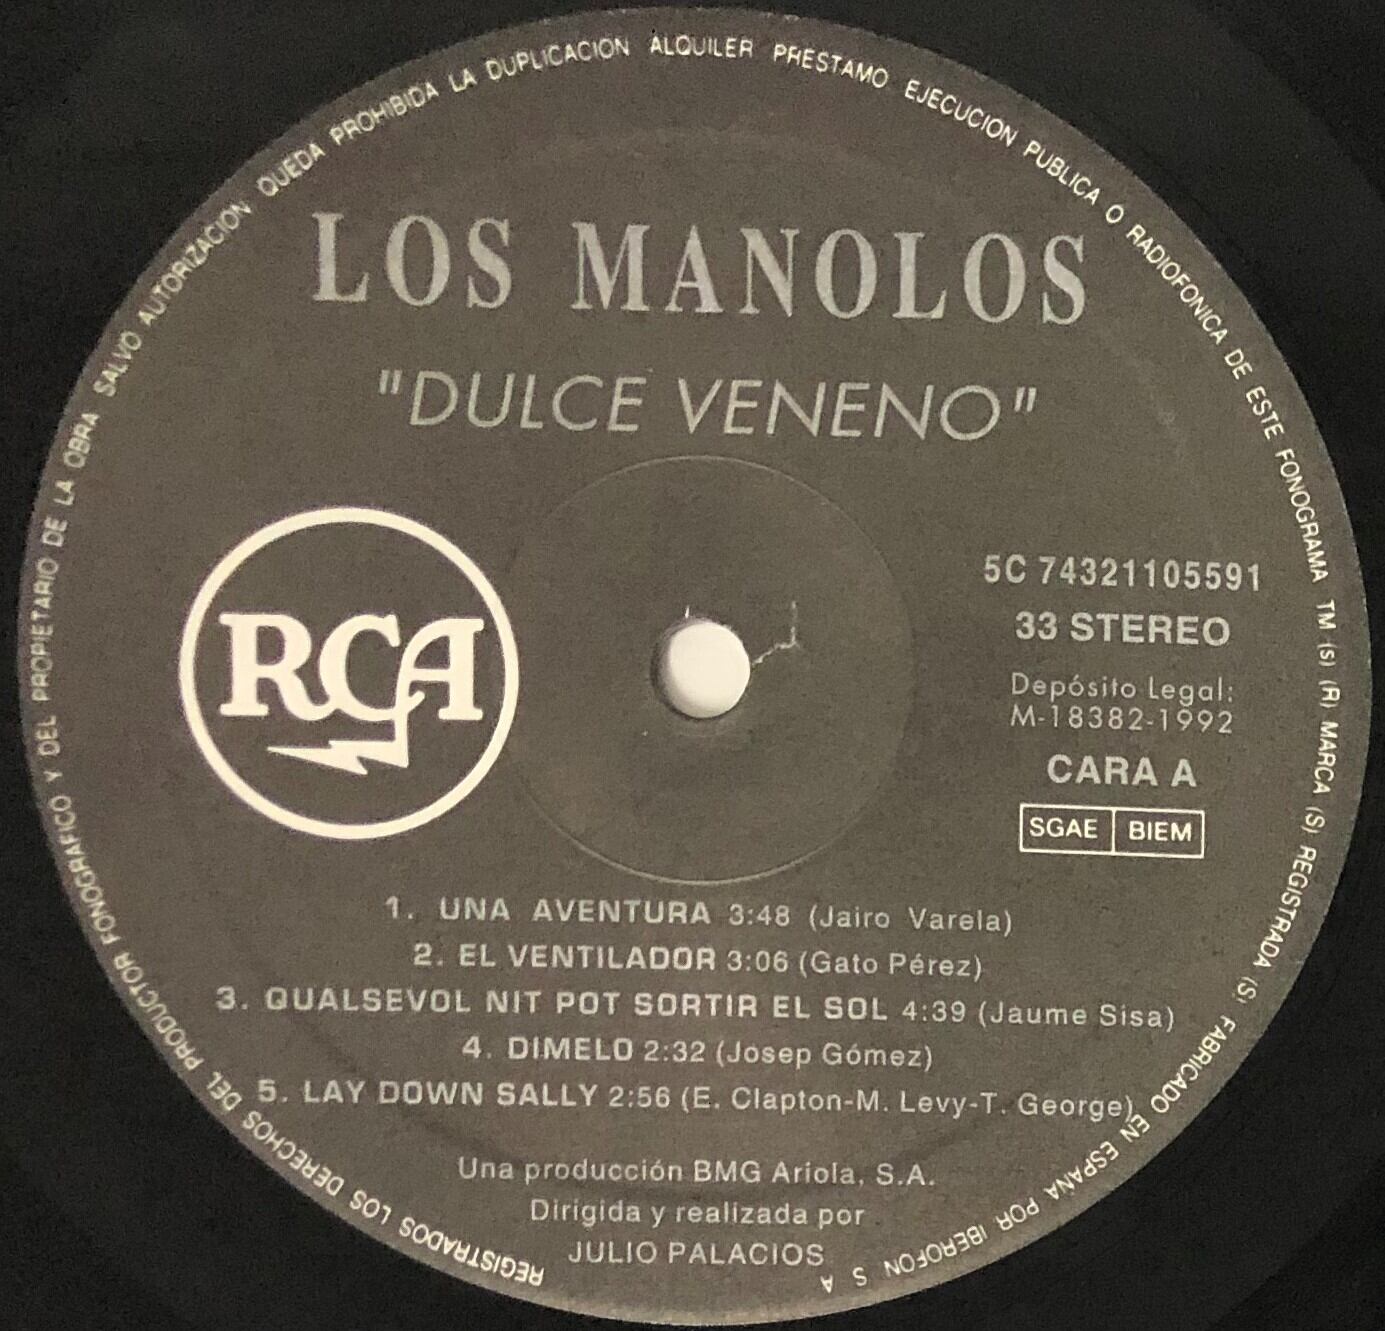 REGISTRADOS LOS DERECHOS DEL PRODUCTOR FONOGRAFICO Y DEL PROPIETARIO DE LA OBRA SALVO AUTORIZACION QUEDA PROHIBIDA LA DUPLICACION ALQUILER PRESTAMO EJECUCION PUBLICA O RADIOFONICA DE ESTE FONOGRAMA TM (S) (R) MARCA (S) REGISTRADA (S) FABRICADO EN ESPAÑA POR IBEROFON S A
LOS MANOLOS
"DULCE VENENO"
RCA
5C 74321105591
33 STEREO
Depósito Legal:
M-18382-1992
CARA A
SGAE BIEM
1. UNA AVENTURA 3:48 (Jairo Varela)
2. EL VENTILADOR 3:06 (Gato Pérez)
3. QUALSEVOL NIT POT SORTIR EL SOL 4:39 (Jaume Sisa)
4. DIMELO 2:32 (Josep Gómez)
5. LAY DOWN SALLY 2:56 (E. Clapton-M. Levy-T. George)
Una producción BMG Ariola, S.A.
Dirigida y realizada por
JULIO PALACIOS